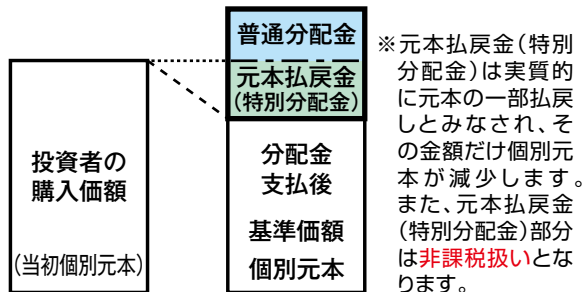 普通分配金
元本払戻金
(特別分配金)
投資者の
購入価額
(当初個別元本)
分配金
支払後
基準価額
個別元本
※元本払戻金(特別
分配金)は実質的
に元本の一部払戻
しとみなされ、そ
の金額だけ個別元
本が減少します。
また、元本払戻金
(特別分配金)部分
は非課税扱いとな
ります。